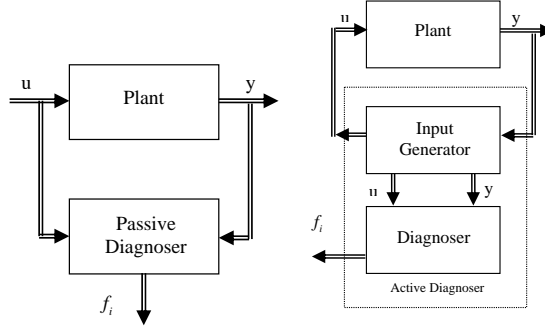 u
Plant
y
Passive
Diagnoser
f_i
u
Plant
y
Input
Generator
u
y
f_i
Diagnoser
Active Diagnoser